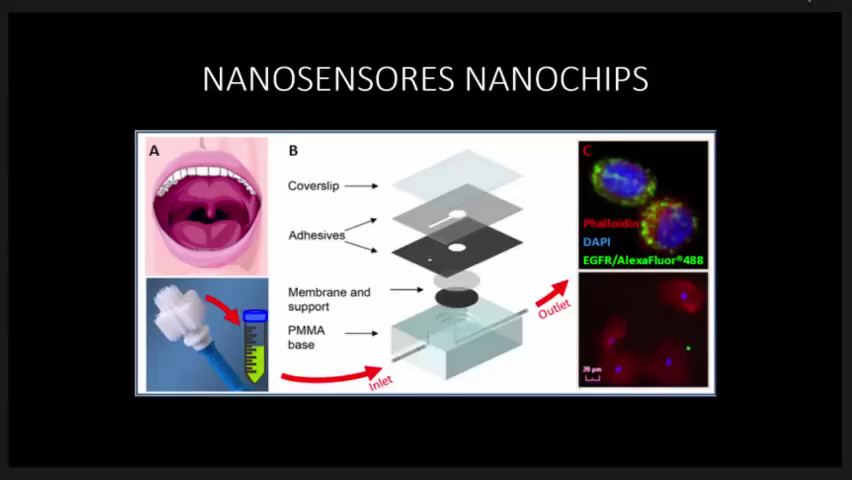 NANOSENSORES NANOCHIPS
A
B
Coverslip
Adhesives
Membrane and
support
PMMA
base
Inlet
Outlet
C
Phalloidin
DAPI
EGFR/AlexaFluor®488
20 µm